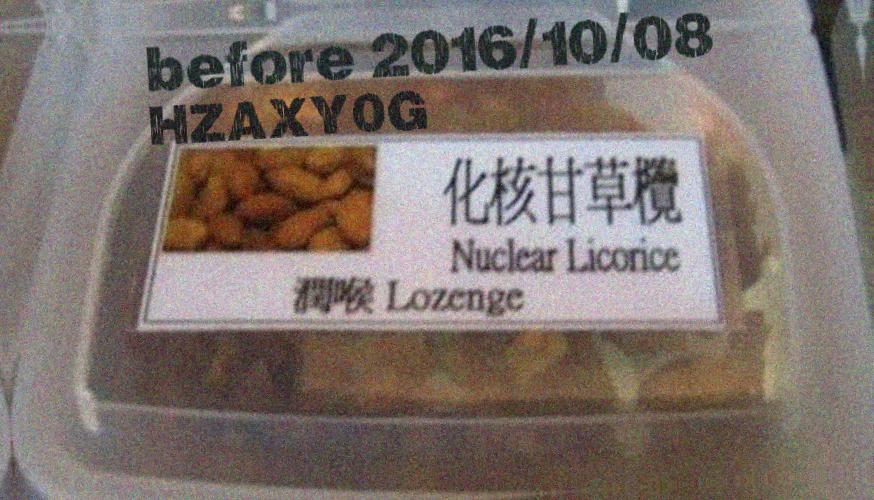 before 2016/10/08
HZAXY0G
化核甘草欖
Nuclear Licorice
潤喉 Lozenge